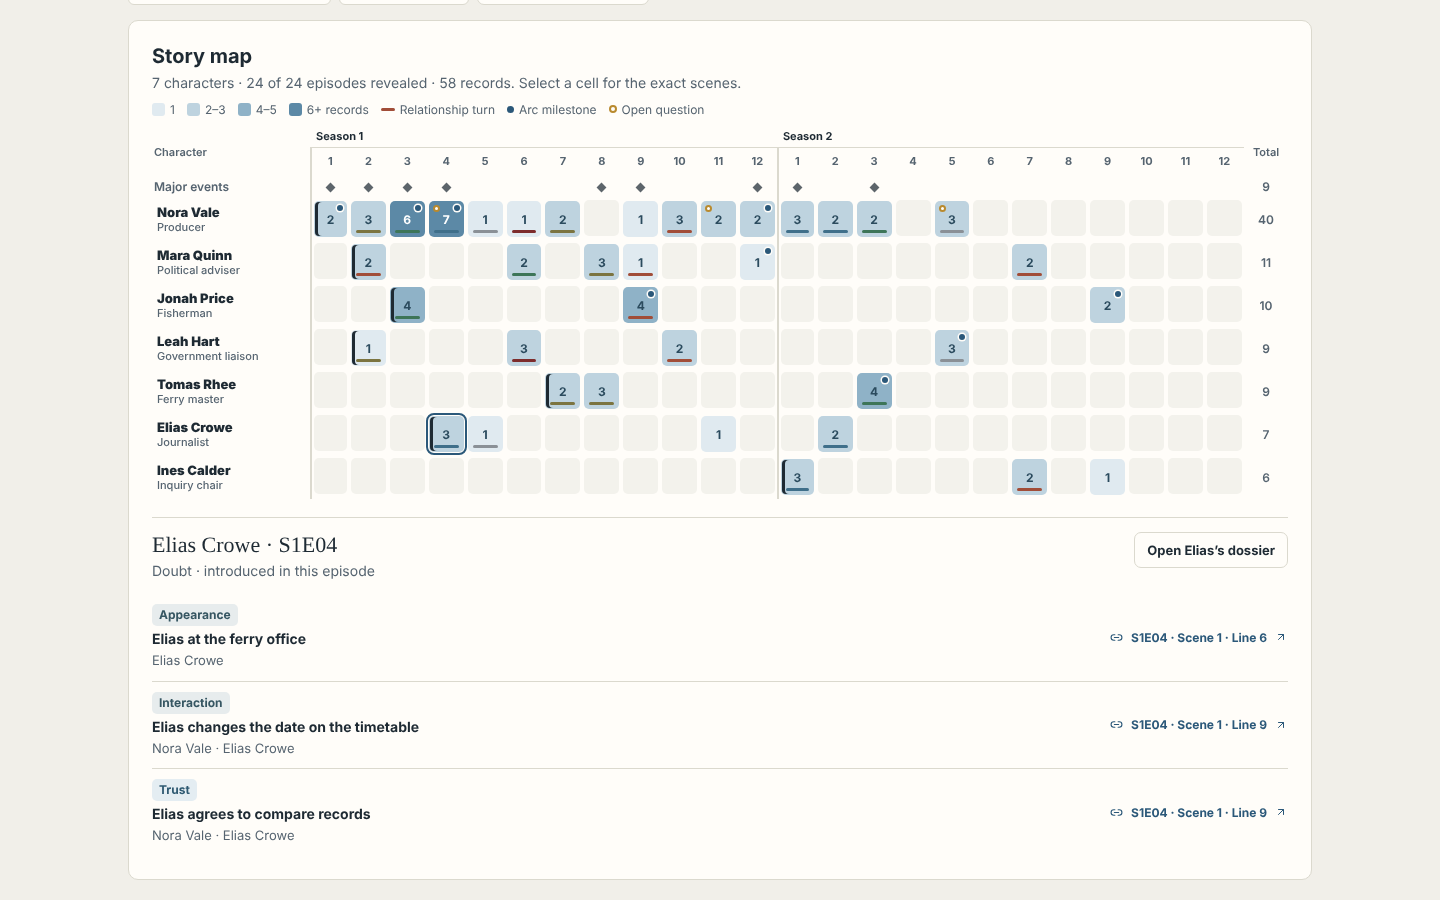 Story map
7 characters · 24 of 24 episodes revealed · 58 records. Select a cell for the exact scenes.
1 2–3 4–5 6+ records Relationship turn Arc milestone Open question
Season 1 Season 2
Character 1 2 3 4 5 6 7 8 9 10 11 12 1 2 3 4 5 6 7 8 9 10 11 12 Total
Major events 9
Nora Vale 2 3 6 7 1 1 2 1 3 2 2 3 2 2 3 40
Producer
Mara Quinn 2 2 3 1 1 2 11
Political adviser
Jonah Price 4 4 2 10
Fisherman
Leah Hart 1 3 2 3 9
Government liaison
Tomas Rhee 2 3 4 9
Ferry master
Elias Crowe 3 1 1 2 7
Journalist
Ines Calder 3 2 1 6
Inquiry chair
Elias Crowe · S1E04
Open Elias’s dossier
Doubt · introduced in this episode
Appearance
Elias at the ferry office
S1E04 · Scene 1 · Line 6
Elias Crowe
Interaction
Elias changes the date on the timetable
S1E04 · Scene 1 · Line 9
Nora Vale · Elias Crowe
Trust
Elias agrees to compare records
S1E04 · Scene 1 · Line 9
Nora Vale · Elias Crowe